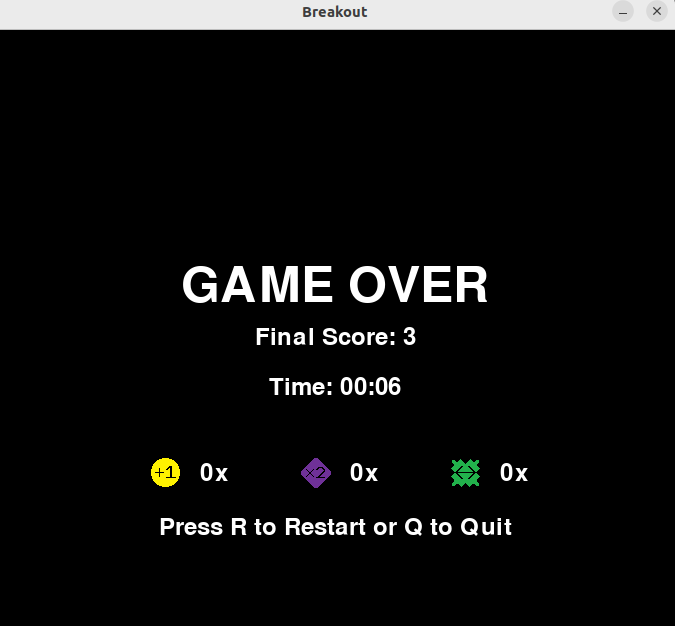 Breakout
GAME OVER
Final Score: 3
Time: 00:06
+1 0x ×2 0x 0x
Press R to Restart or Q to Quit